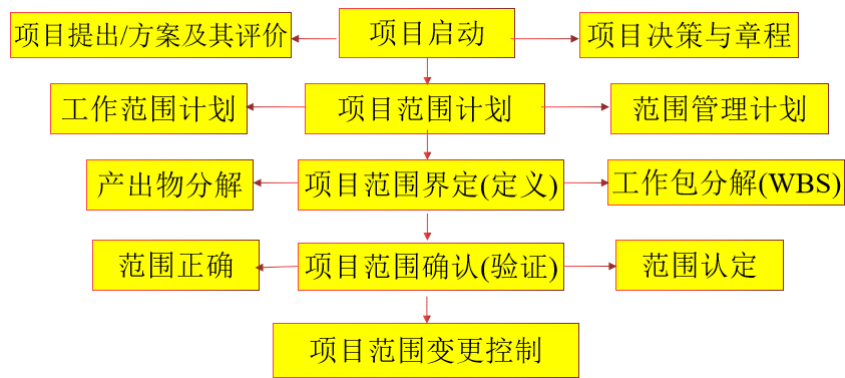 项目提出/方案及其评价
项目启动
项目决策与章程
工作范围计划
项目范围计划
范围管理计划
产出物分解
项目范围界定(定义)
工作包分解(WBS)
范围正确
项目范围确认(验证)
范围认定
项目范围变更控制